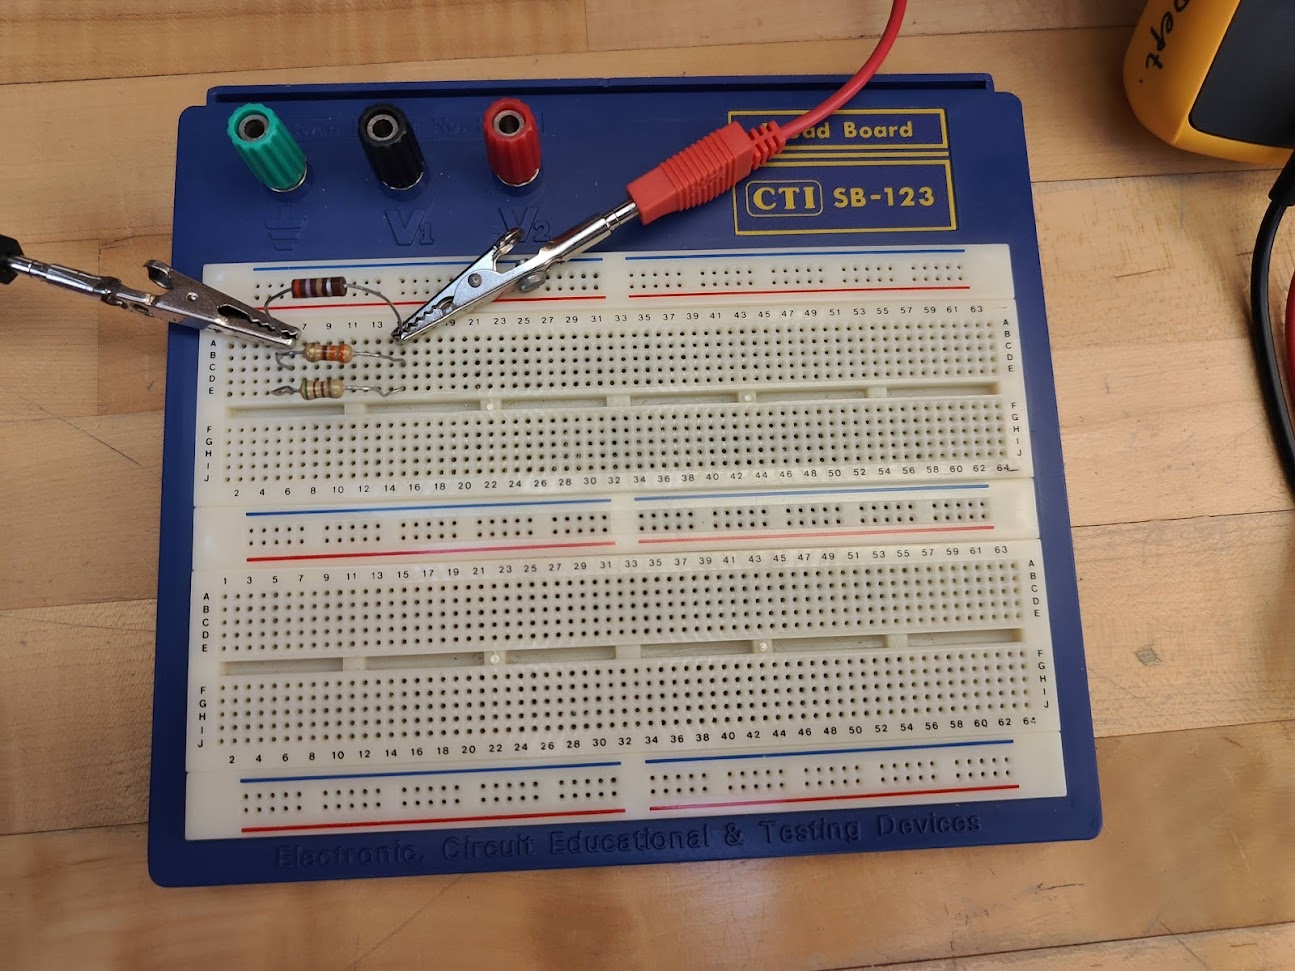 Dept.
Board
CTI SB-123
V1 V2
7 9 11 13 19 21 23 25 27 29 31 33 35 37 39 41 43 45 47 49 51 53 55 57 59 61 63
A A
B B
C C
D D
E E
F F
G G
H H
I I
J J
2 4 6 8 10 12 14 16 18 20 22 24 26 28 30 32 34 36 38 40 42 44 46 48 50 52 54 56 58 60 62 64
1 3 5 7 9 11 13 15 17 19 21 23 25 27 29 31 33 35 37 39 41 43 45 47 49 51 53 55 57 59 61 63
A A
B B
C C
D D
E E
F F
G G
H H
I I
J J
2 4 6 8 10 12 14 16 18 20 22 24 26 28 30 32 34 36 38 40 42 44 46 48 50 52 54 56 58 60 62 64
Electronic, Circuit Educational & Testing Devices